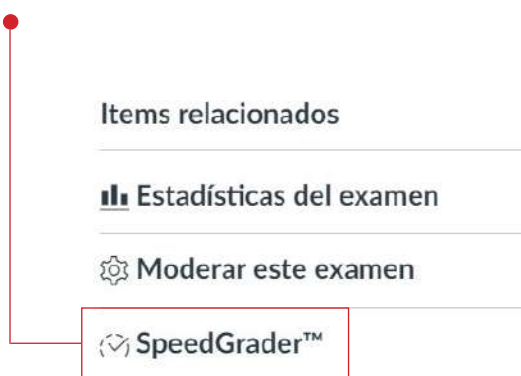 Items relacionados
Estadísticas del examen
Moderar este examen
SpeedGrader™